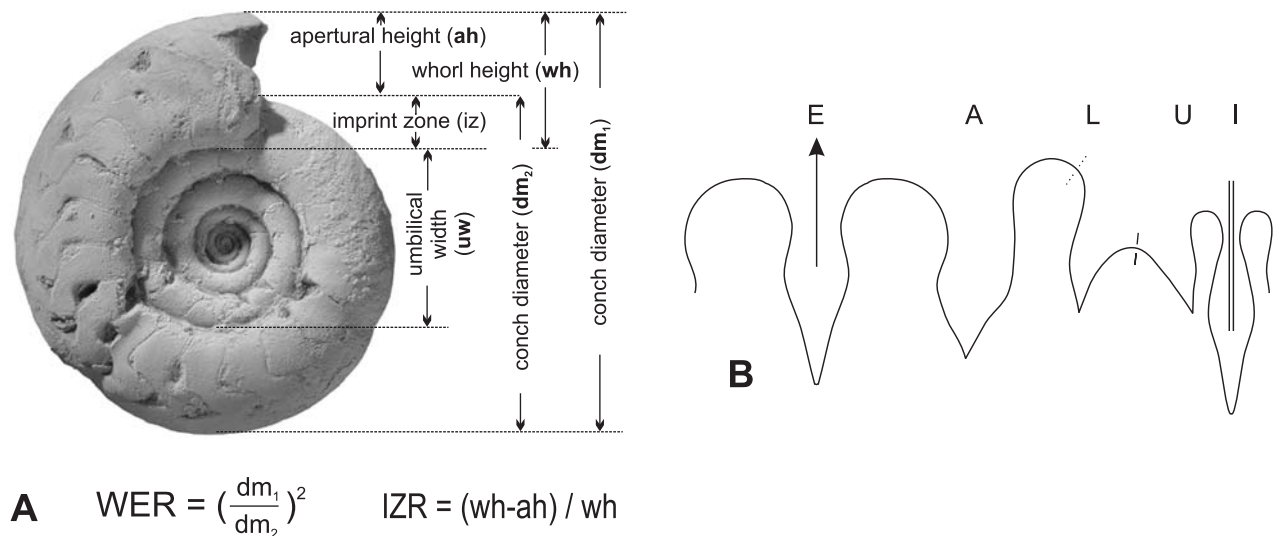 apertural height (ah)
whorl height (wh)
imprint zone (iz)
umbilical
width
(uw)
conch diameter (dm₂)
conch diameter (dm₁)
A WER = (dm₁/dm₂)² IZR = (wh-ah) / wh
E A L U I
B